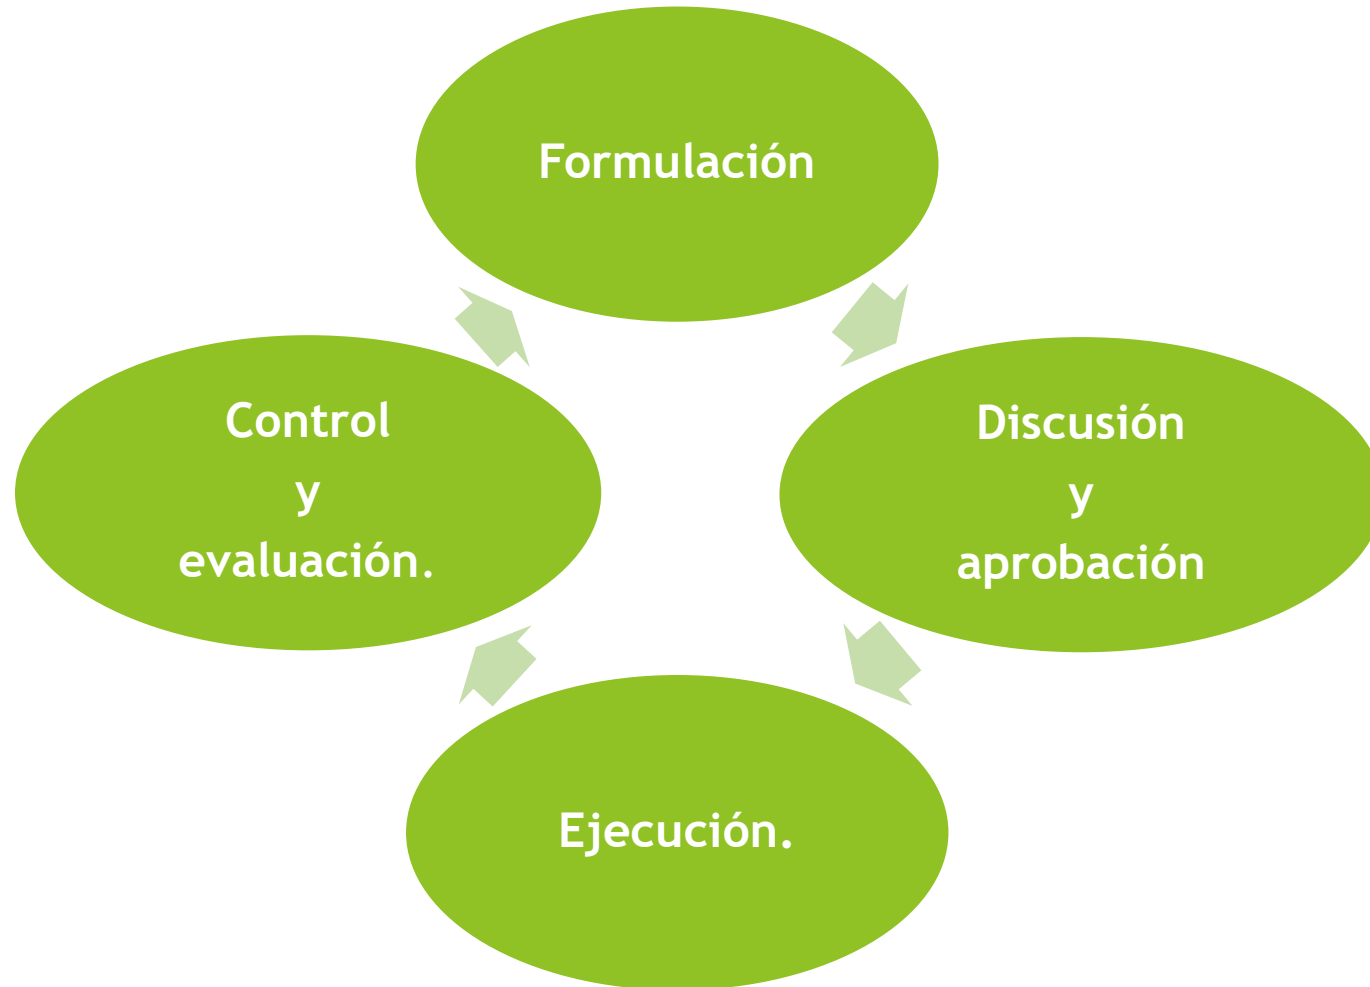 Formulación
Control
y
evaluación.
Discusión
y
aprobación
Ejecución.